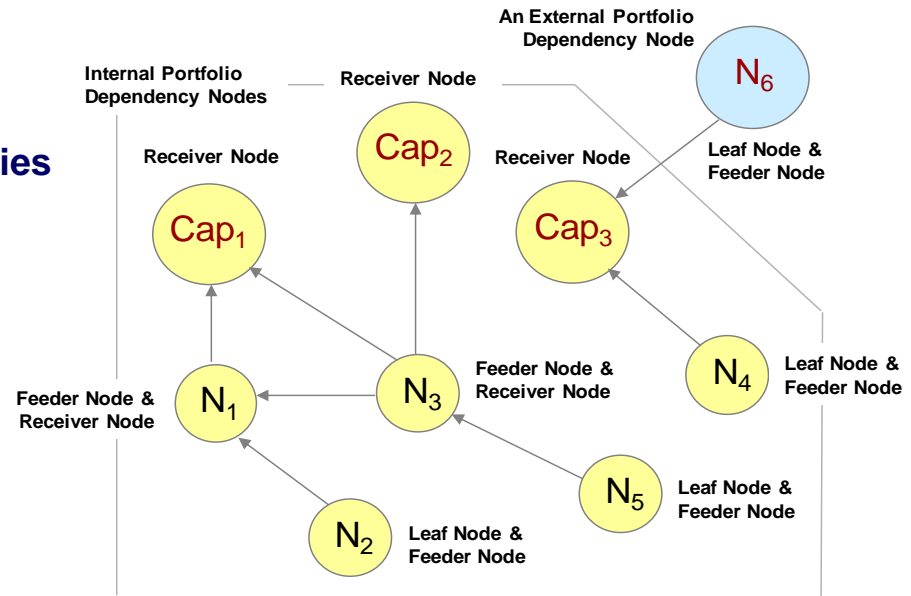 An External Portfolio
Dependency Node
N6
Internal Portfolio
Dependency Nodes
Receiver Node
ies
Receiver Node
Cap2
Receiver Node
Leaf Node &
Feeder Node
Cap1
Cap3
Feeder Node &
Receiver Node
N1
N3
Feeder Node &
Receiver Node
N4
Leaf Node &
Feeder Node
N5
Leaf Node &
Feeder Node
N2
Leaf Node &
Feeder Node